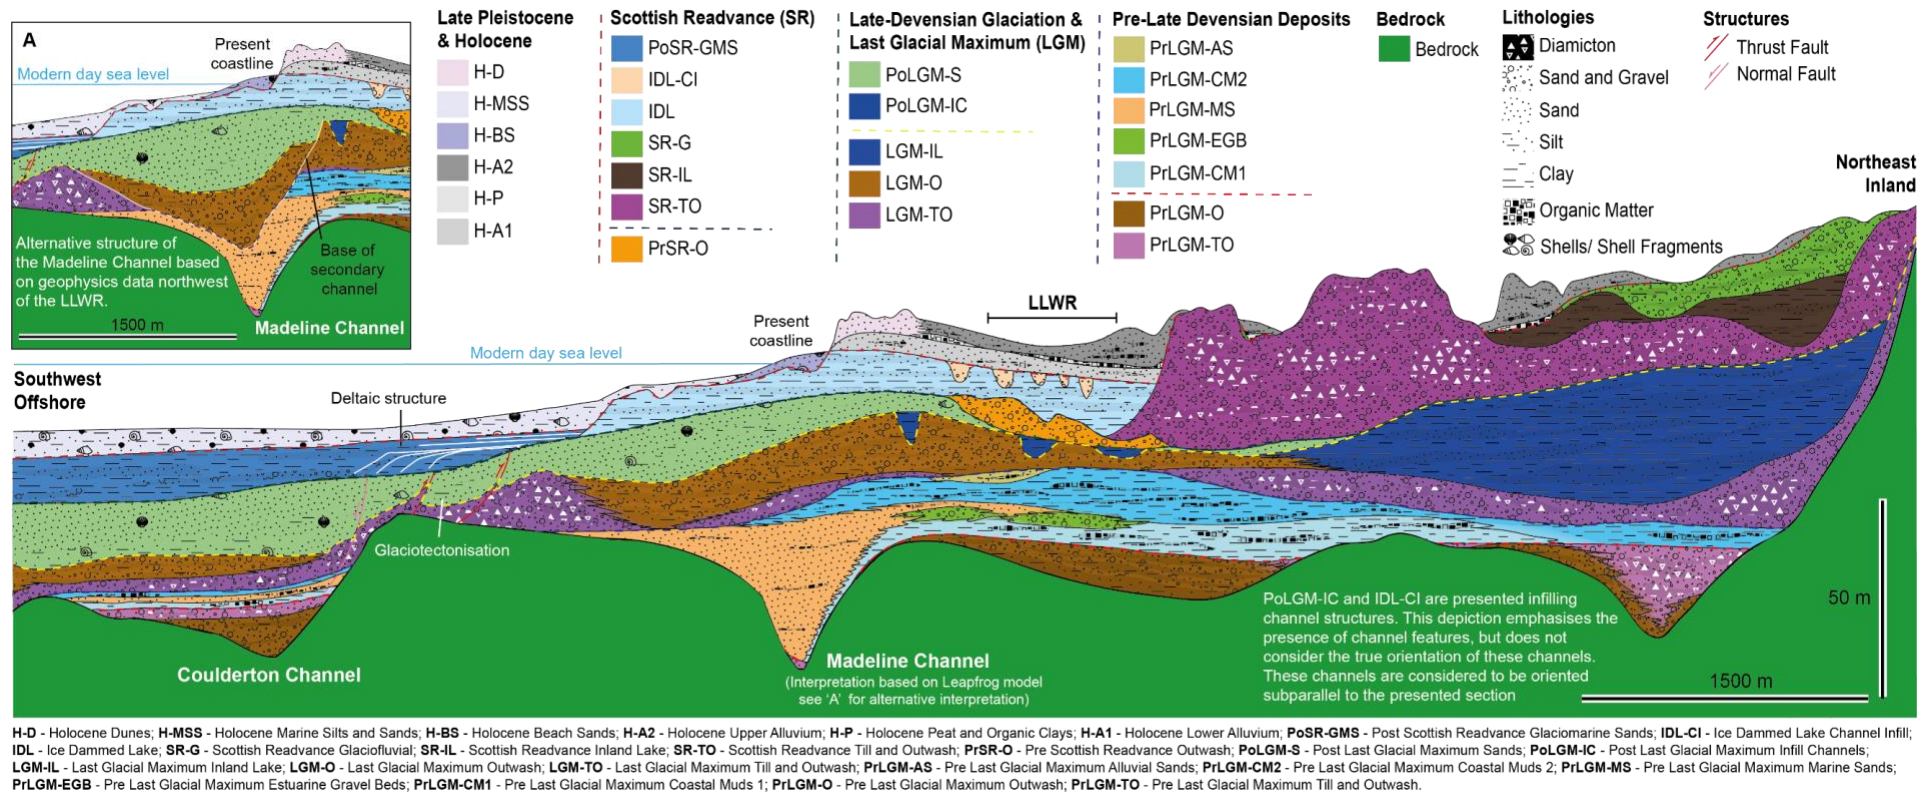 A
Present
coastline
Modern day sea level
Alternative structure of
the Madeline Channel based
on geophysics data northwest
of the LLWR.
Base of
secondary
channel
1500 m
Madeline Channel
Late Pleistocene
& Holocene
H-D
H-MSS
H-BS
H-A2
H-P
H-A1
Scottish Readvance (SR)
PoSR-GMS
IDL-CI
IDL
SR-G
SR-IL
SR-TO
PrSR-O
Late-Devensian Glaciation &
Last Glacial Maximum (LGM)
PoLGM-S
PoLGM-IC
LGM-IL
LGM-O
LGM-TO
Pre-Late Devensian Deposits
PrLGM-AS
PrLGM-CM2
PrLGM-MS
PrLGM-EGB
PrLGM-CM1
PrLGM-O
PrLGM-TO
Bedrock
Bedrock
Lithologies
Diamicton
Sand and Gravel
Sand
Silt
Clay
Organic Matter
Shells/ Shell Fragments
Structures
Thrust Fault
Normal Fault
Northeast
Inland
LLWR
Present
coastline
Modern day sea level
Southwest
Offshore
Deltaic structure
Glaciotectonisation
Coulderton Channel
Madeline Channel
(Interpretation based on Leapfrog model
see 'A' for alternative interpretation)
PoLGM-IC and IDL-CI are presented infilling
channel structures. This depiction emphasises the
presence of channel features, but does not
consider the true orientation of these channels.
These channels are considered to be oriented
subparallel to the presented section
50 m
1500 m
H-D - Holocene Dunes; H-MSS - Holocene Marine Silts and Sands; H-BS - Holocene Beach Sands; H-A2 - Holocene Upper Alluvium; H-P - Holocene Peat and Organic Clays; H-A1 - Holocene Lower Alluvium; PoSR-GMS - Post Scottish Readvance Glaciomarine Sands; IDL-CI - Ice Dammed Lake Channel Infill;
IDL - Ice Dammed Lake; SR-G - Scottish Readvance Glaciofluvial; SR-IL - Scottish Readvance Inland Lake; SR-TO - Scottish Readvance Till and Outwash; PrSR-O - Pre Scottish Readvance Outwash; PoLGM-S - Post Last Glacial Maximum Sands; PoLGM-IC - Post Last Glacial Maximum Infill Channels;
LGM-IL - Last Glacial Maximum Inland Lake; LGM-O - Last Glacial Maximum Outwash; LGM-TO - Last Glacial Maximum Till and Outwash; PrLGM-AS - Pre Last Glacial Maximum Alluvial Sands; PrLGM-CM2 - Pre Last Glacial Maximum Coastal Muds 2; PrLGM-MS - Pre Last Glacial Maximum Marine Sands;
PrLGM-EGB - Pre Last Glacial Maximum Estuarine Gravel Beds; PrLGM-CM1 - Pre Last Glacial Maximum Coastal Muds 1; PrLGM-O - Pre Last Glacial Maximum Outwash; PrLGM-TO - Pre Last Glacial Maximum Till and Outwash.